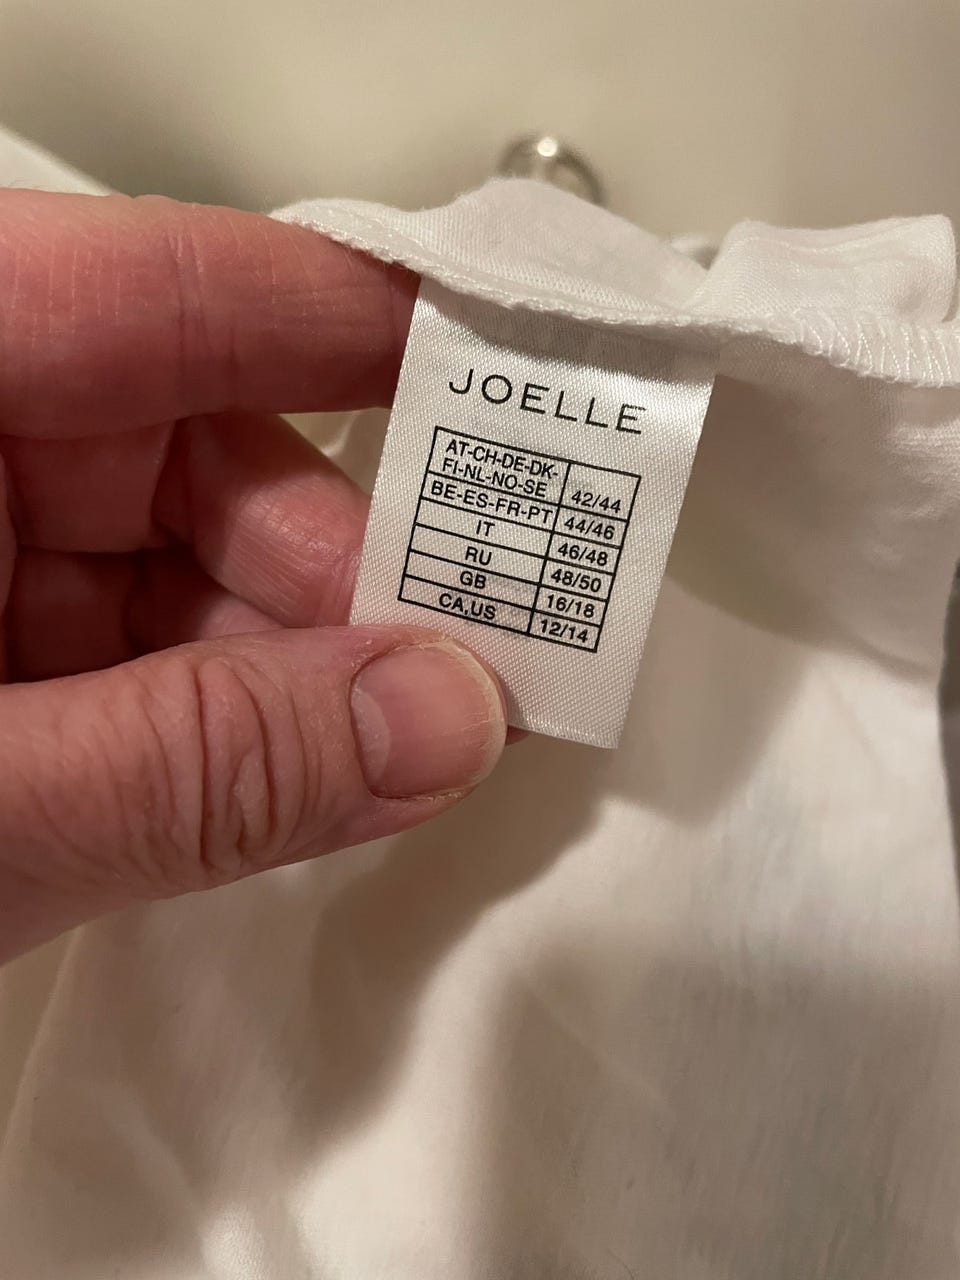 JOELLE
AT-CH-DE-DK-
FI-NL-NO-SE 42/44
BE-ES-FR-PT 44/46
IT 46/48
RU 48/50
GB 16/18
CA,US 12/14